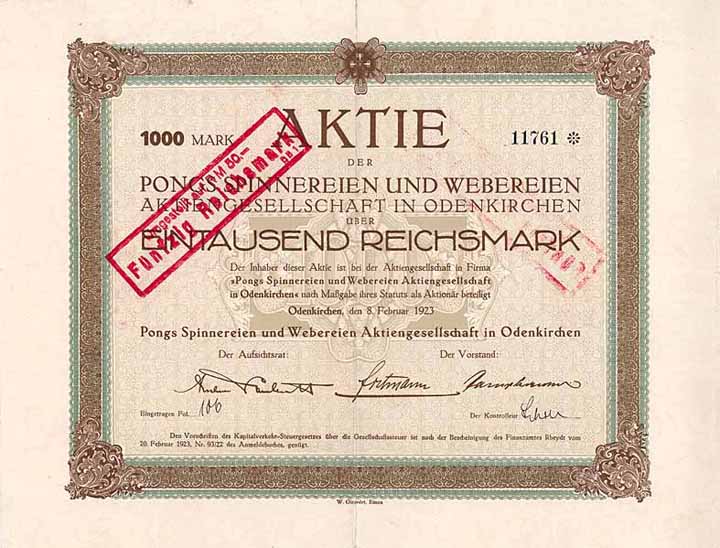 AKTIE
1000 MARK
11761 *
DER
PONGS SPINNEREIEN UND WEBEREIEN
AKTIENGESELLSCHAFT IN ODENKIRCHEN
ÜBER
EINTAUSEND REICHSMARK
auf RM 50.—
Fünfzig Reichsmark
Der Inhaber dieser Aktie ist bei der Aktiengesellschaft in Firma
»Pongs Spinnereien und Webereien Aktiengesellschaft
in Odenkirchen« nach Maßgabe ihres Statuts als Aktionär beteiligt
Odenkirchen, den 8. Februar 1923
Pongs Spinnereien und Webereien Aktiengesellschaft in Odenkirchen
Der Aufsichtsrat: Der Vorstand:
Eingetragen Fol. 106
Der Kontrolleur
Den Vorschriften des Kapitalverkehr-Steuergesetzes über die Gesellschaftssteuer ist nach der Bescheinigung des Finanzamtes Rheydt vom
20. Februar 1923, Nr. 93/22 des Anmeldebuches, genügt.